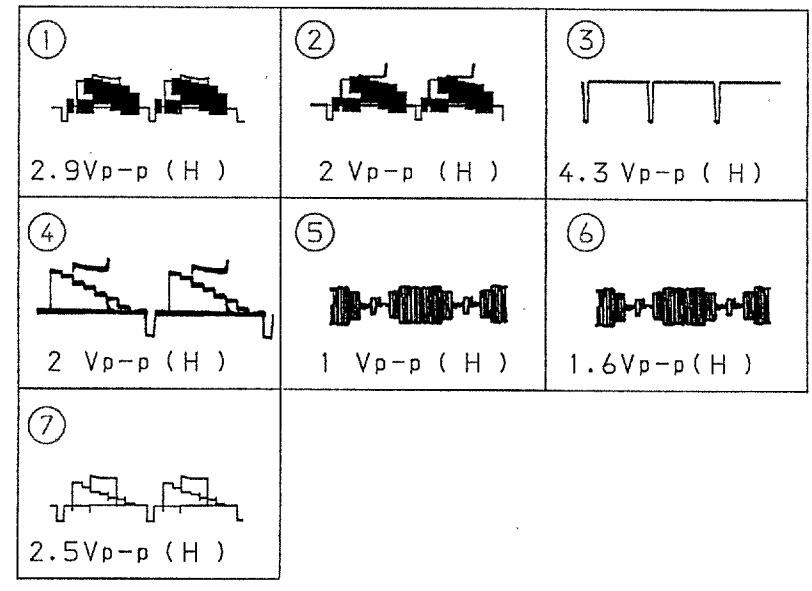 ① ② ③
2.9Vp-p (H ) 2 Vp-p (H ) 4.3 Vp-p ( H)
④ ⑤ ⑥
2 Vp-p (H ) 1 Vp-p ( H ) 1.6Vp-p(H )
⑦
2.5Vp-p (H )